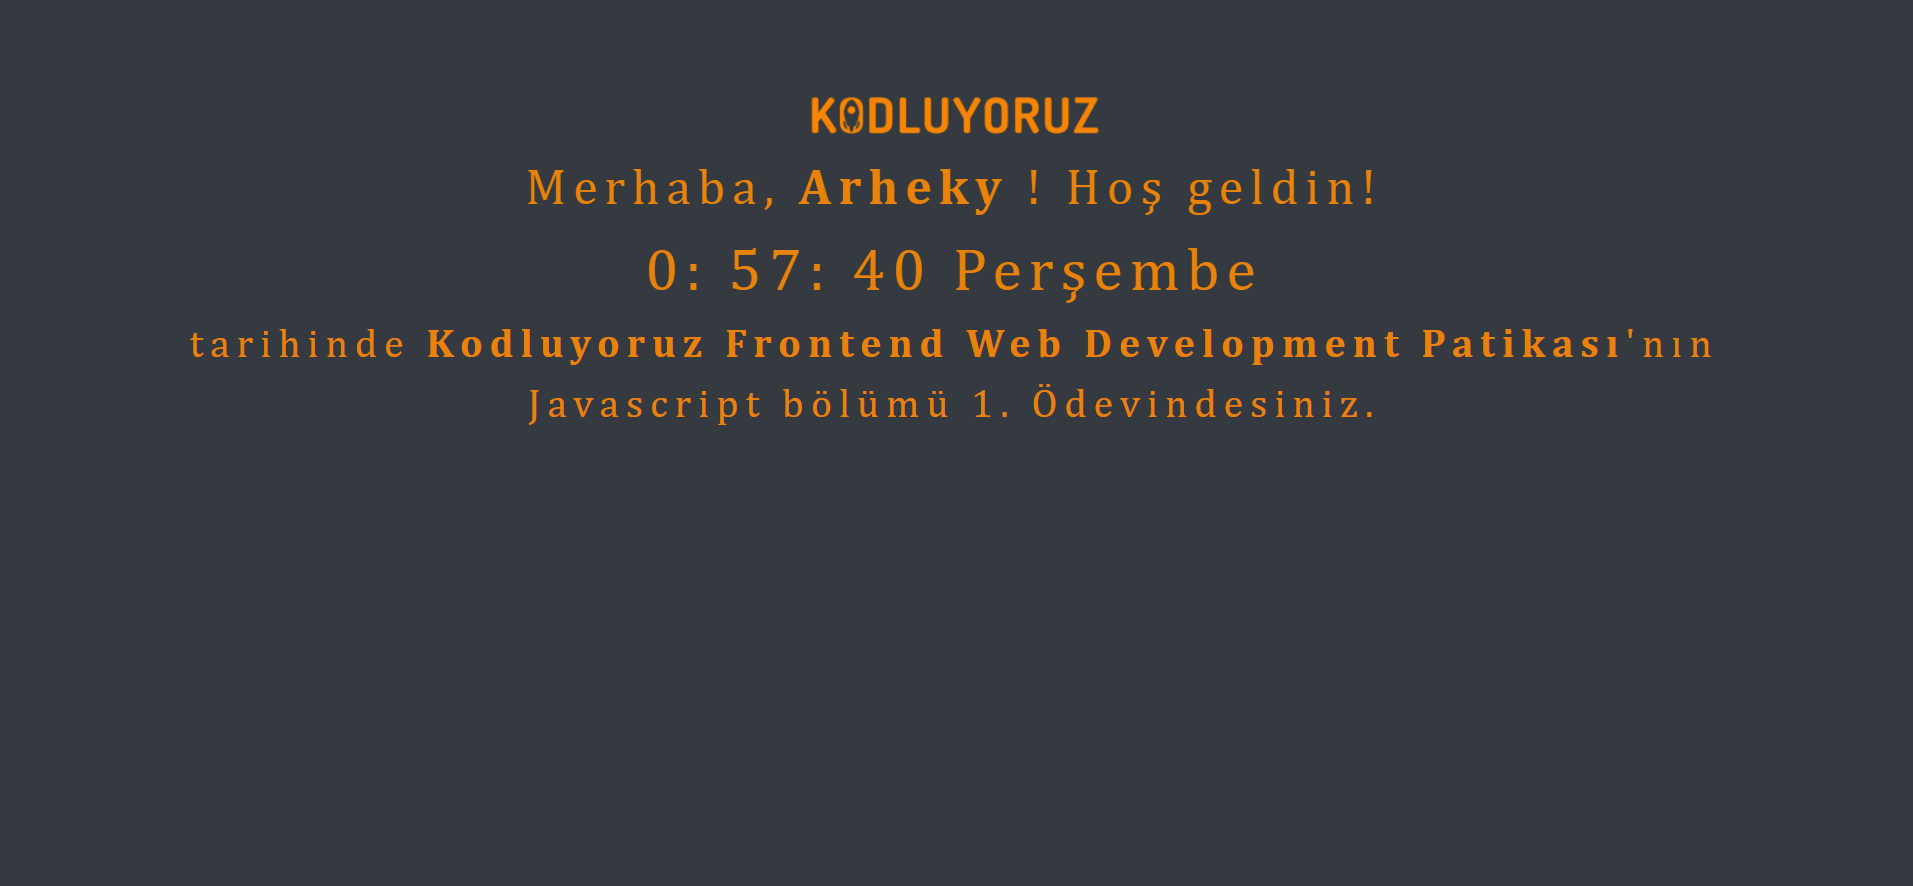 KODLUYORUZ
Merhaba, Arheky ! Hoş geldin!
0: 57: 40 Perşembe
tarihinde Kodluyoruz Frontend Web Development Patikası'nın
Javascript bölümü 1. Ödevindesiniz.